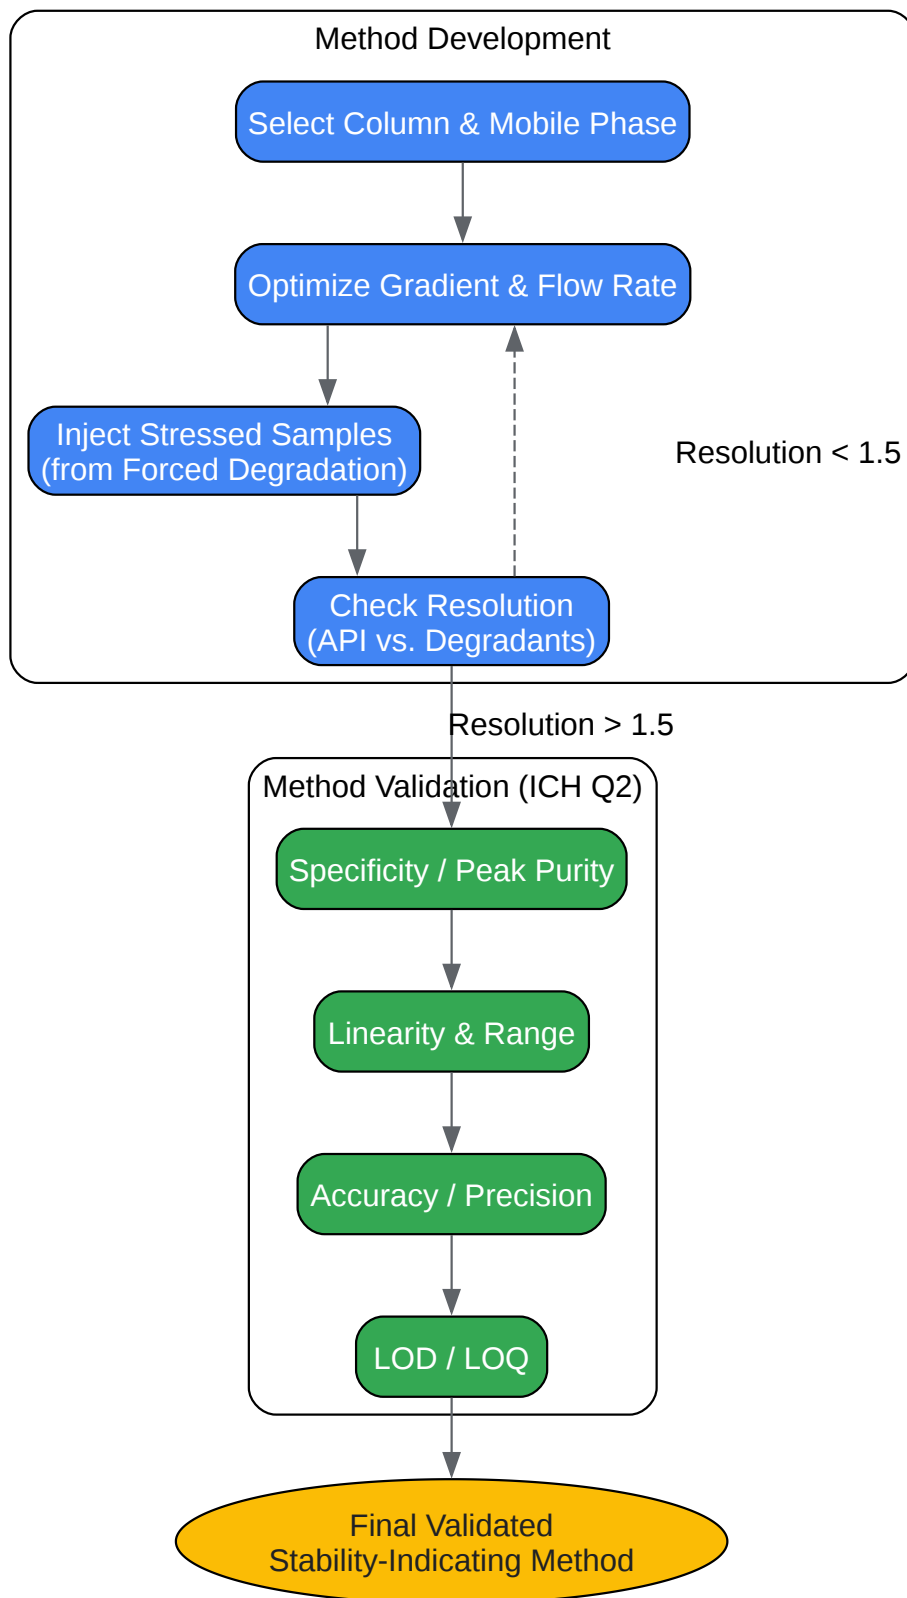 Method Development
Select Column & Mobile Phase
Optimize Gradient & Flow Rate
Inject Stressed Samples
(from Forced Degradation)
Resolution < 1.5
Check Resolution
(API vs. Degradants)
Resolution > 1.5
Method Validation (ICH Q2)
Specificity / Peak Purity
Linearity & Range
Accuracy / Precision
LOD / LOQ
Final Validated
Stability-Indicating Method